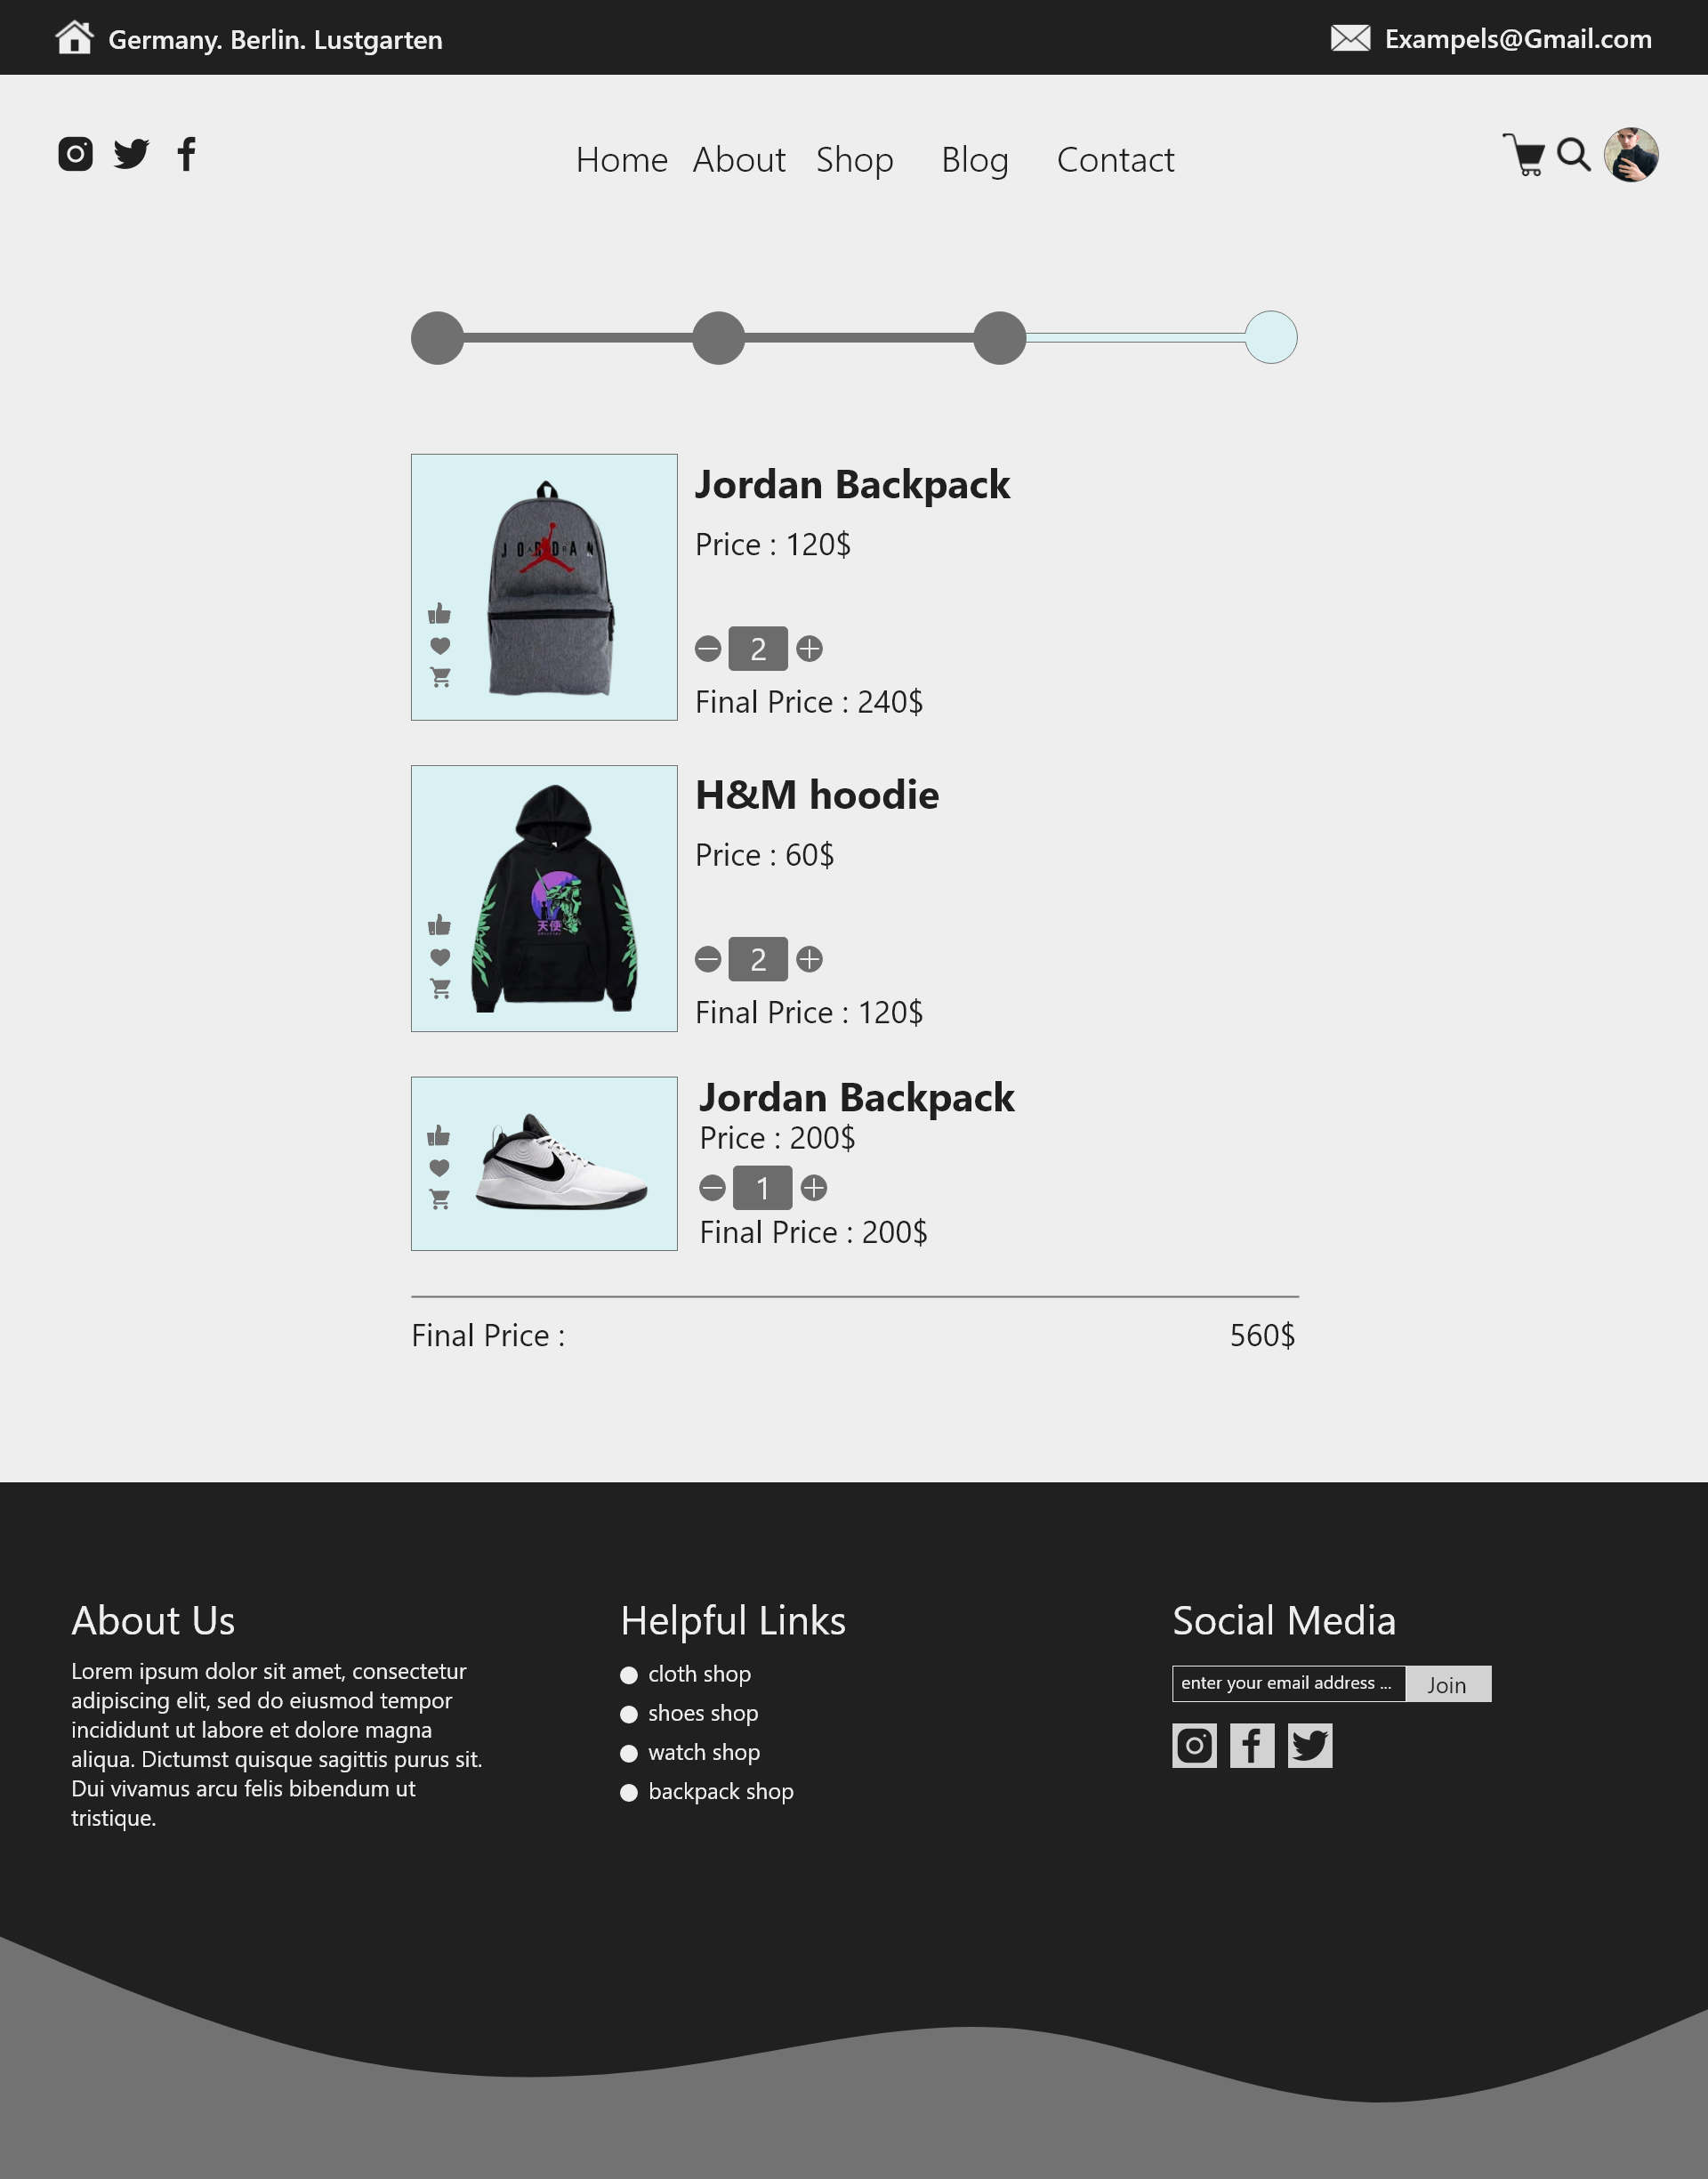 Germany. Berlin. Lustgarten
Exampels@Gmail.com
Home About Shop Blog Contact
JORDAN
Jordan Backpack
Price : 120$
2
Final Price : 240$
天使
H&M hoodie
Price : 60$
2
Final Price : 120$
Jordan Backpack
Price : 200$
1
Final Price : 200$
Final Price : 560$
About Us
Lorem ipsum dolor sit amet, consectetur
adipiscing elit, sed do eiusmod tempor
incididunt ut labore et dolore magna
aliqua. Dictumst quisque sagittis purus sit.
Dui vivamus arcu felis bibendum ut
tristique.
Helpful Links
cloth shop
shoes shop
watch shop
backpack shop
Social Media
enter your email address ...
Join